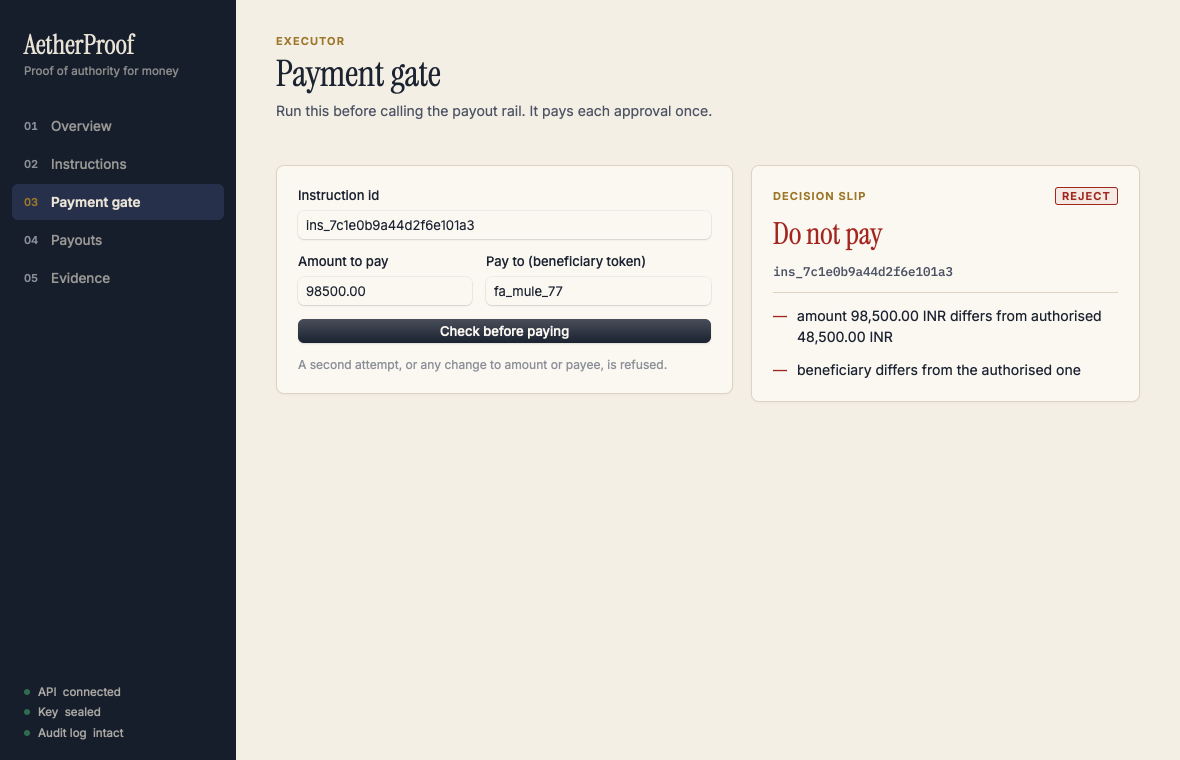 AetherProof
Proof of authority for money
01 Overview
02 Instructions
03 Payment gate
04 Payouts
05 Evidence
API connected
Key sealed
Audit log intact
EXECUTOR
Payment gate
Run this before calling the payout rail. It pays each approval once.
Instruction id
ins_7c1e0b9a44d2f6e101a3
Amount to pay
Pay to (beneficiary token)
98500.00
fa_mule_77
Check before paying
A second attempt, or any change to amount or payee, is refused.
DECISION SLIP
REJECT
Do not pay
ins_7c1e0b9a44d2f6e101a3
— amount 98,500.00 INR differs from authorised
48,500.00 INR
— beneficiary differs from the authorised one